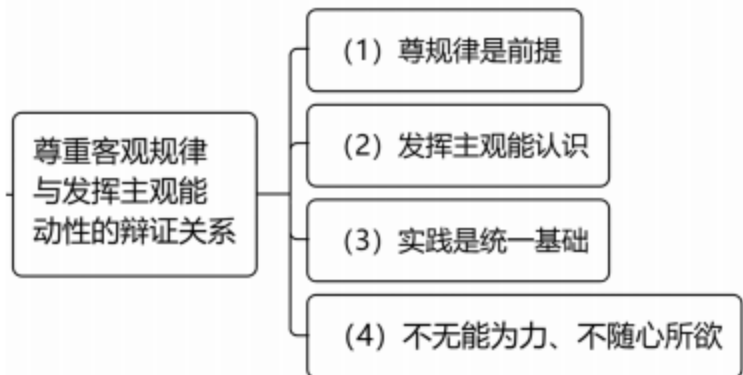 尊重客观规律
与发挥主观能
动性的辩证关系
（1）尊规律是前提
（2）发挥主观能认识
（3）实践是统一基础
（4）不无能为力、不随心所欲